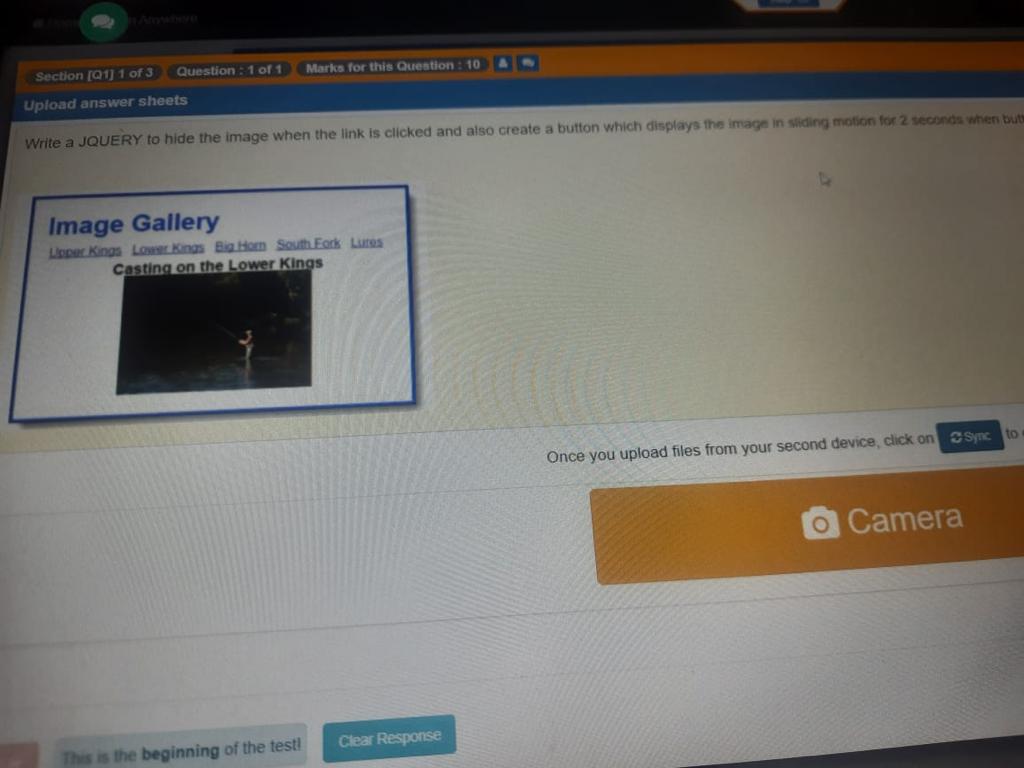 Anywhere
Section [Q1] 1 of 3 Question : 1 of 1 Marks for this Question : 10
Upload answer sheets
Write a JQUERY to hide the image when the link is clicked and also create a button which displays the image in sliding motion for 2 seconds when
Image Gallery
Upper Kings Lower Kings Big Horn South Fork Lures
Casting on the Lower Kings
Once you upload files from your second device, click on Sync to
Camera
This is the beginning of the test!
Clear Response